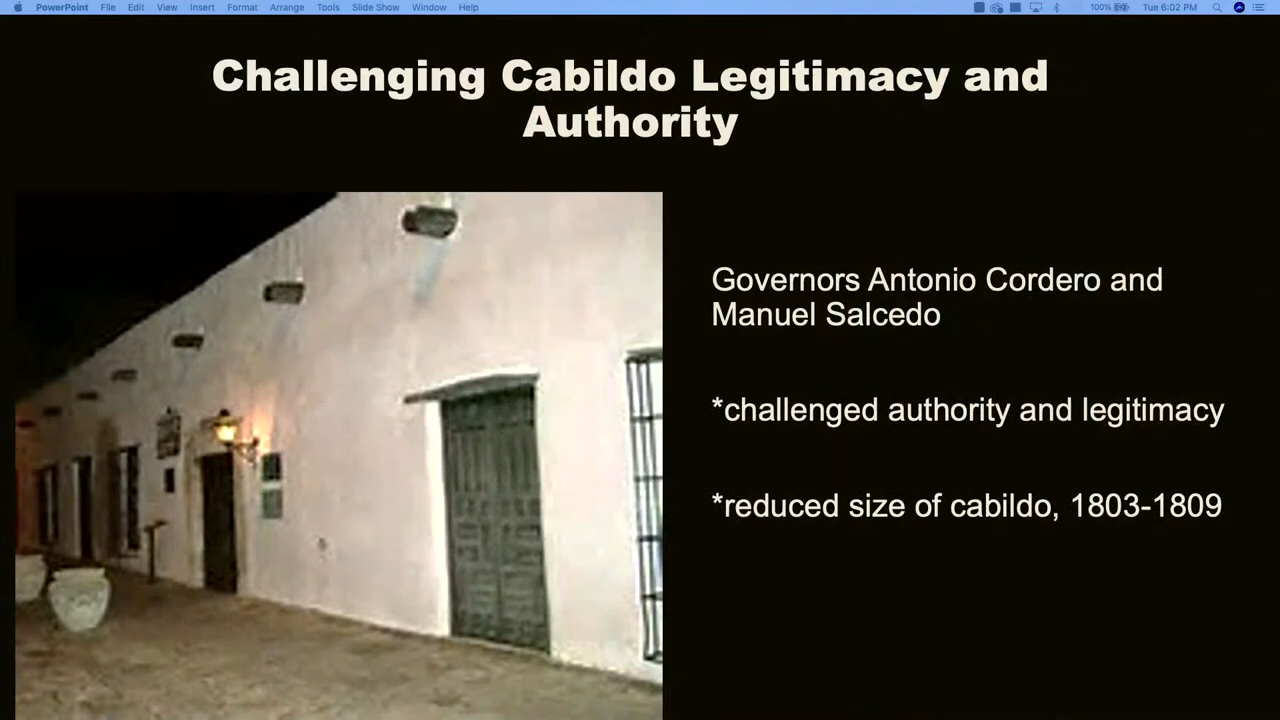 PowerPoint File Edit View Insert Format Arrange Tools Slide Show Window Help 100% Tue 6:02 PM
Challenging Cabildo Legitimacy and
Authority
Governors Antonio Cordero and
Manuel Salcedo
*challenged authority and legitimacy
*reduced size of cabildo, 1803-1809